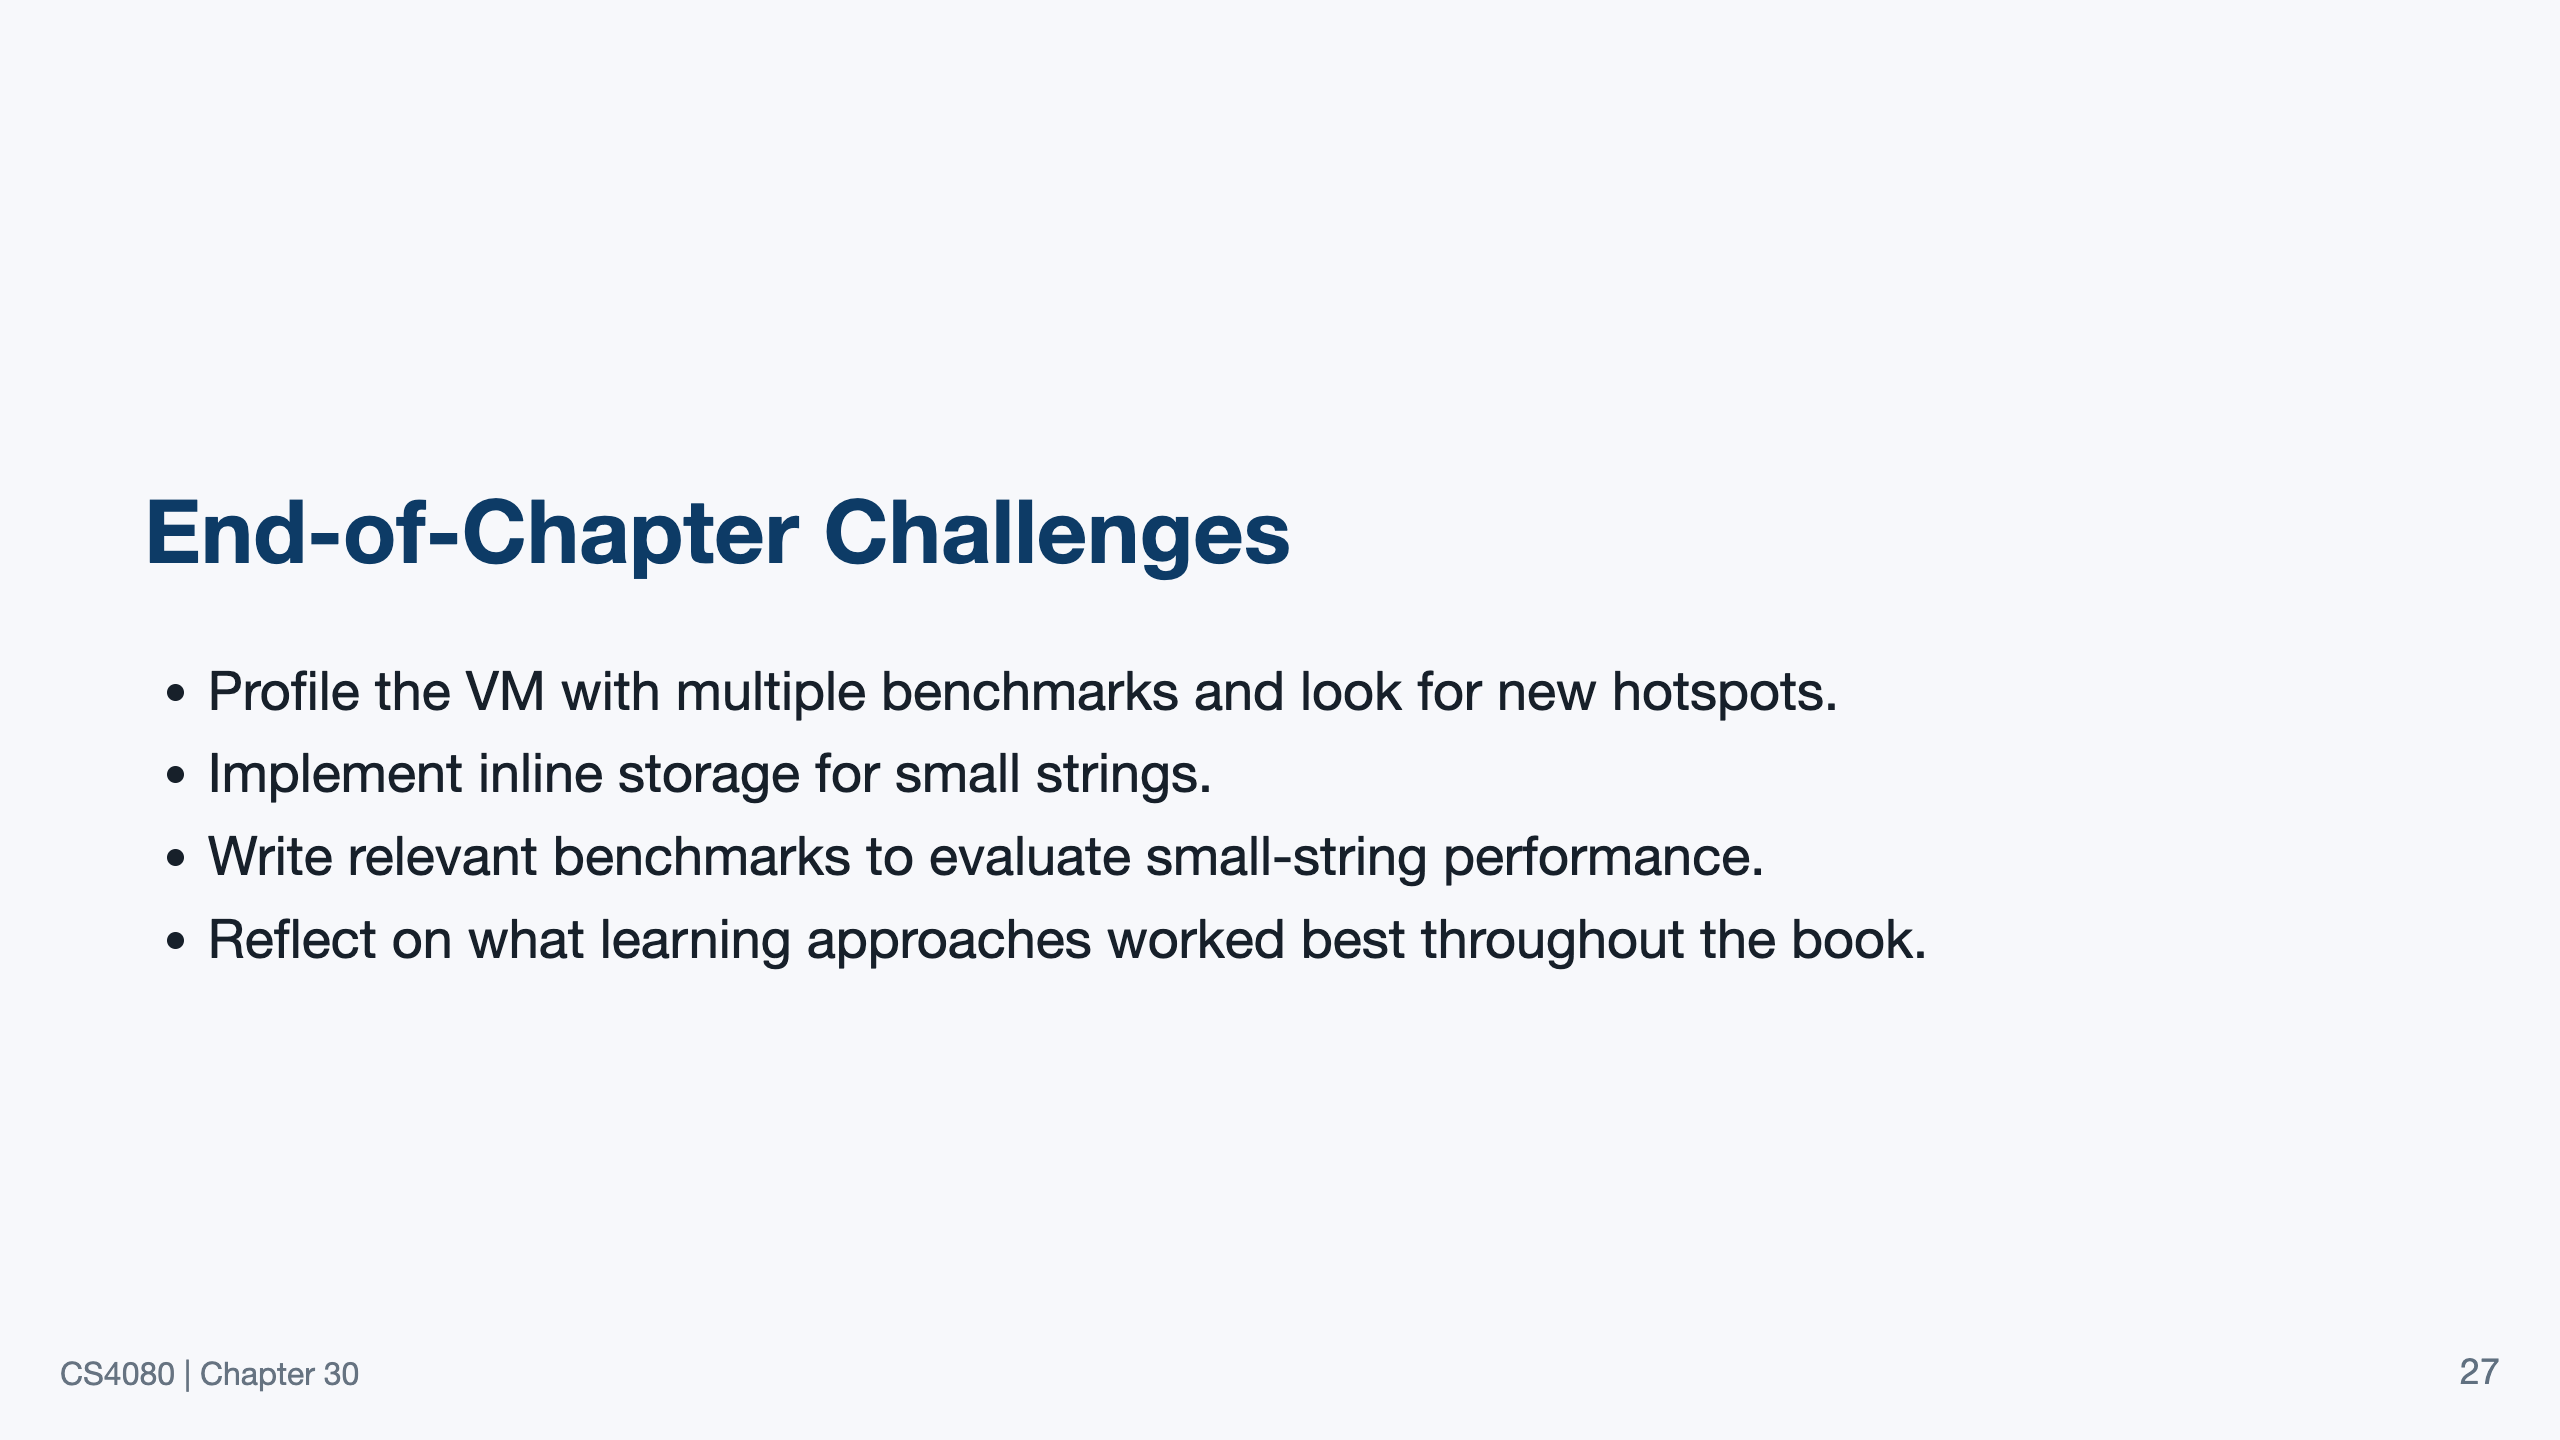 End-of-Chapter Challenges
• Profile the VM with multiple benchmarks and look for new hotspots.
• Implement inline storage for small strings.
• Write relevant benchmarks to evaluate small-string performance.
• Reflect on what learning approaches worked best throughout the book.
CS4080 | Chapter 30
27